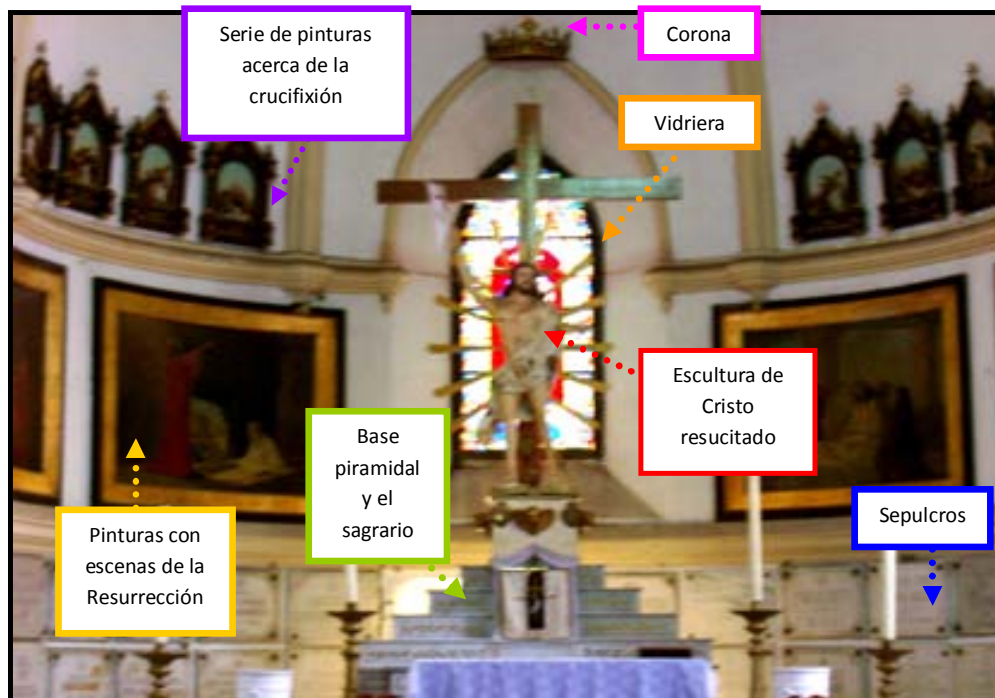 Serie de pinturas
acerca de la
crucifixión
Corona
Vidriera
Escultura de
Cristo
resucitado
Base
piramidal
y el
sagrario
Sepulcros
Pinturas con
escenas de la
Resurrección